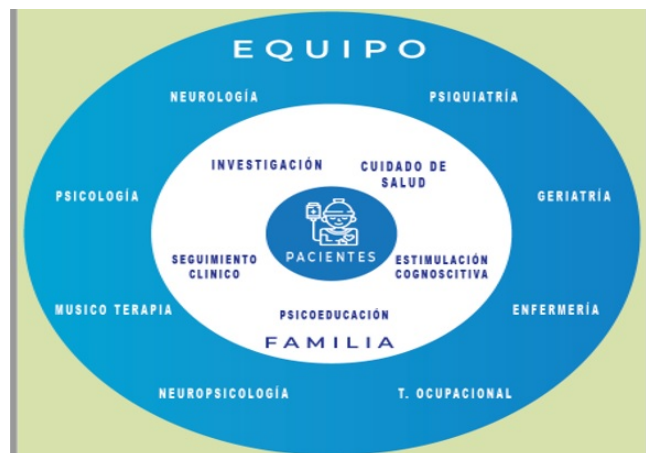 EQUIPO
NEUROLOGÍA
PSIQUIATRÍA
INVESTIGACIÓN
CUIDADO DE
SALUD
PSICOLOGÍA
GERIATRÍA
PACIENTES
SEGUIMIENTO
CLINICO
ESTIMULACIÓN
COGNOSCITIVA
MUSICO TERAPIA
PSICOEDUCACIÓN
ENFERMERÍA
FAMILIA
NEUROPSICOLOGÍA
T. OCUPACIONAL